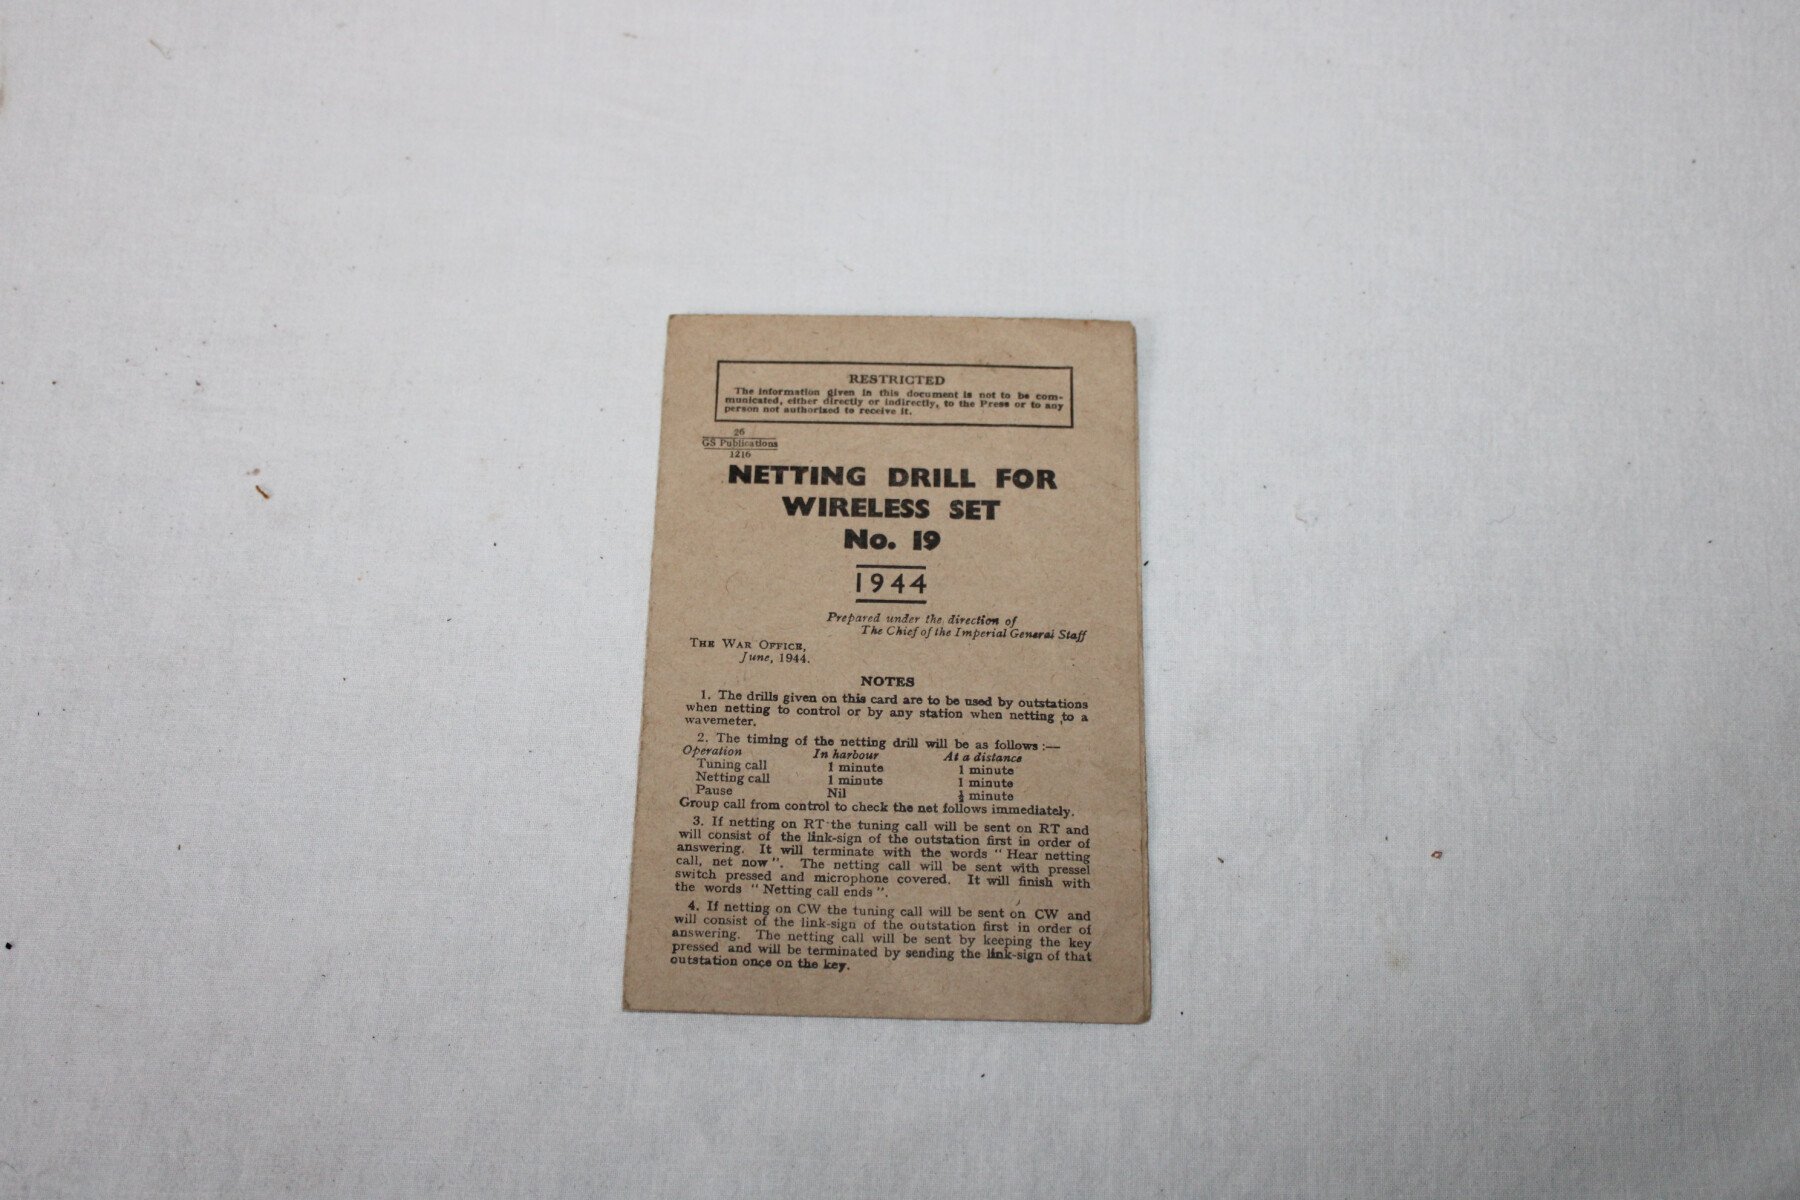 RESTRICTED
The information given in this document is not to be com-
municated, either directly or indirectly, to the Press or to any
person not authorized to receive it.
26
GS Publications
1216
NETTING DRILL FOR
WIRELESS SET
No. 19
1944
Prepared under the direction of
The Chief of the Imperial General Staff
THE WAR OFFICE,
June, 1944.
NOTES
1. The drills given on this card are to be used by outstations
when netting to control or by any station when netting to a
wavemeter.
2. The timing of the netting drill will be as follows :—
Operation In harbour At a distance
Tuning call 1 minute 1 minute
Netting call 1 minute 1 minute
Pause Nil ½ minute
Group call from control to check the net follows immediately.
3. If netting on RT the tuning call will be sent on RT and
will consist of the link-sign of the outstation first in order of
answering. It will terminate with the words " Hear netting
call, net now ". The netting call will be sent with pressel
switch pressed and microphone covered. It will finish with
the words " Netting call ends ".
4. If netting on CW the tuning call will be sent on CW and
will consist of the link-sign of the outstation first in order of
answering. The netting call will be sent by keeping the key
pressed and will be terminated by sending the link-sign of that
outstation once on the key.